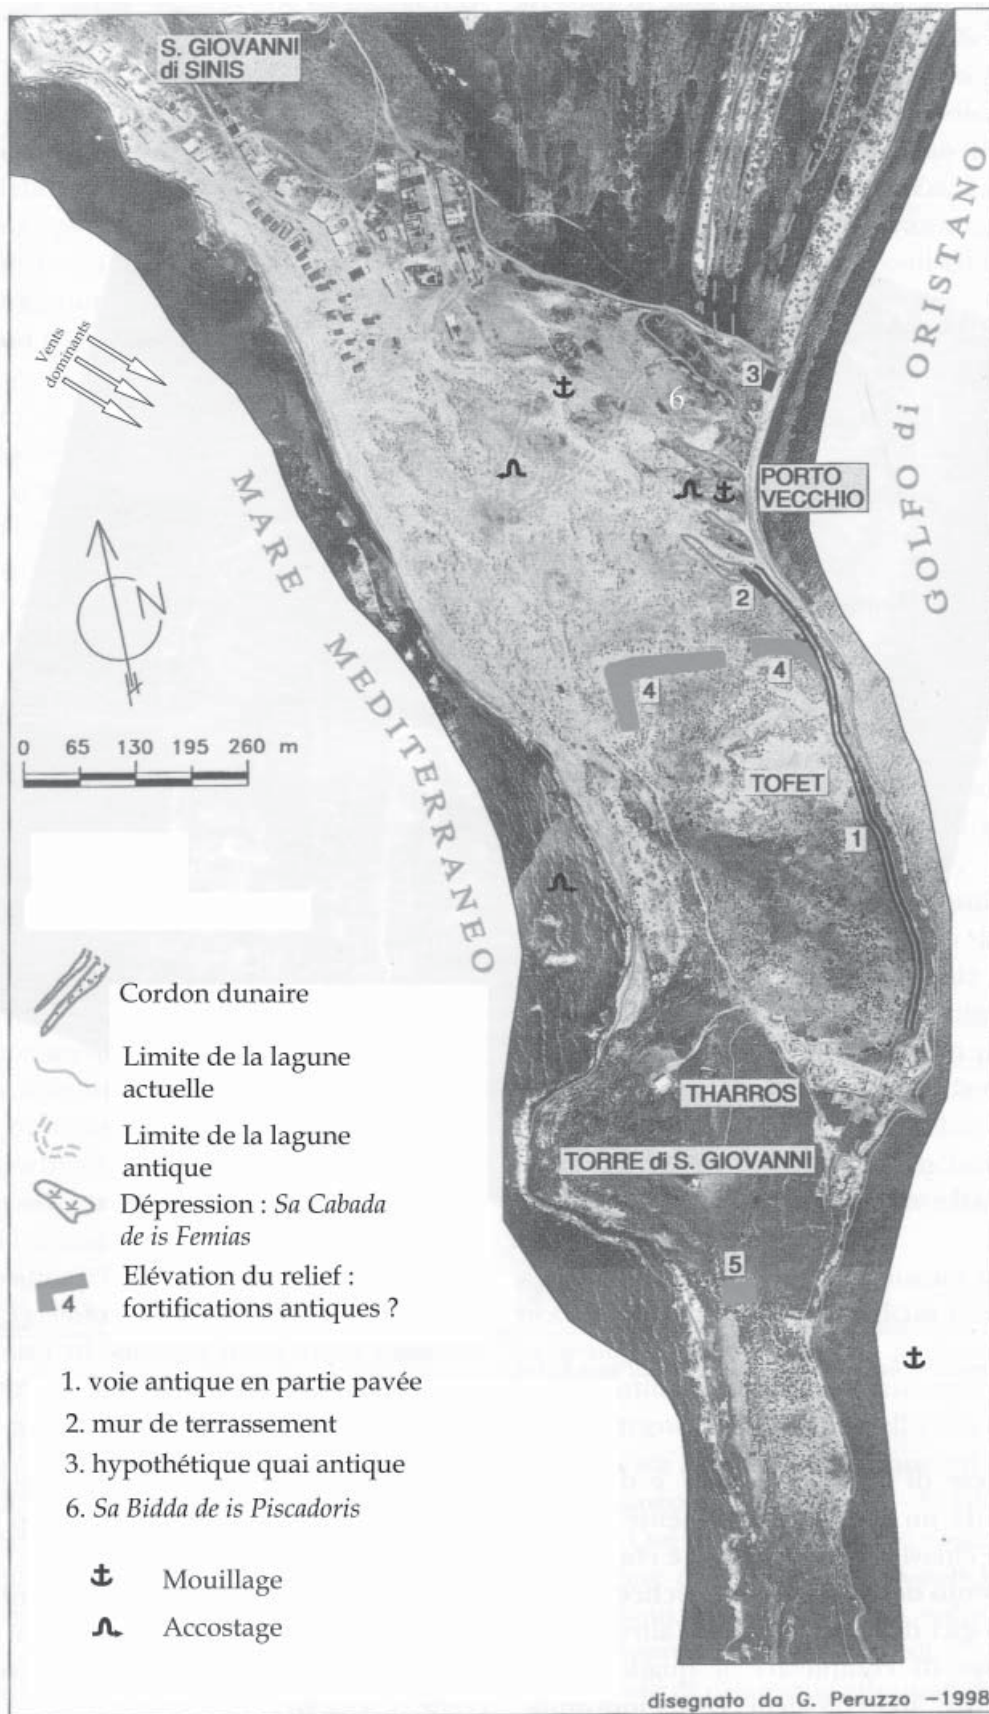 S. GIOVANNI
di SINIS
GOLFO di ORISTANO
Vents
dominants
3
6
PORTO
VECCHIO
MARE
MEDITERRANEO
N
2
4
4
0 65 130 195 260 m
TOFET
1
Cordon dunaire
Limite de la lagune
actuelle
Limite de la lagune
antique
Dépression : Sa Cabada
de is Femias
Elévation du relief :
fortifications antiques ?
4
THARROS
TORRE di S. GIOVANNI
5
1. voie antique en partie pavée
2. mur de terrassement
3. hypothétique quai antique
6. Sa Bidda de is Piscadoris
Mouillage
Accostage
disegnato da G. Peruzzo -1998